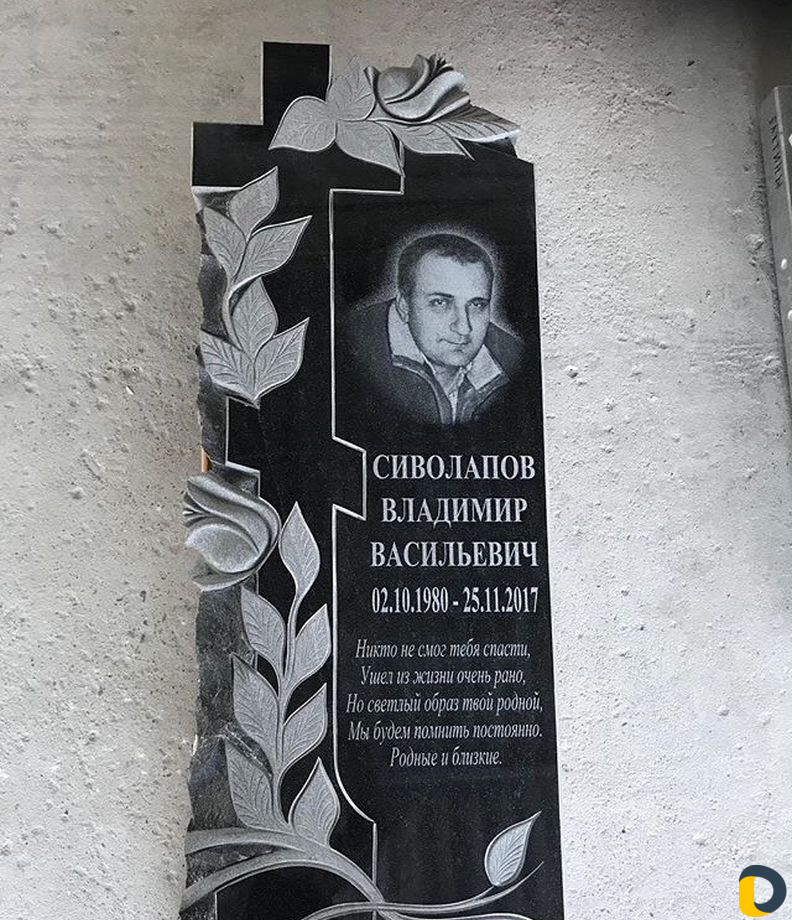 СИВОЛАПОВ
ВЛАДИМИР
ВАСИЛЬЕВИЧ
02.10.1980 - 25.11.2017
Никто не смог тебя спасти,
Ушел из жизни очень рано,
Но светлый образ твой родной,
Мы будем помнить постоянно.
Родные и близкие.